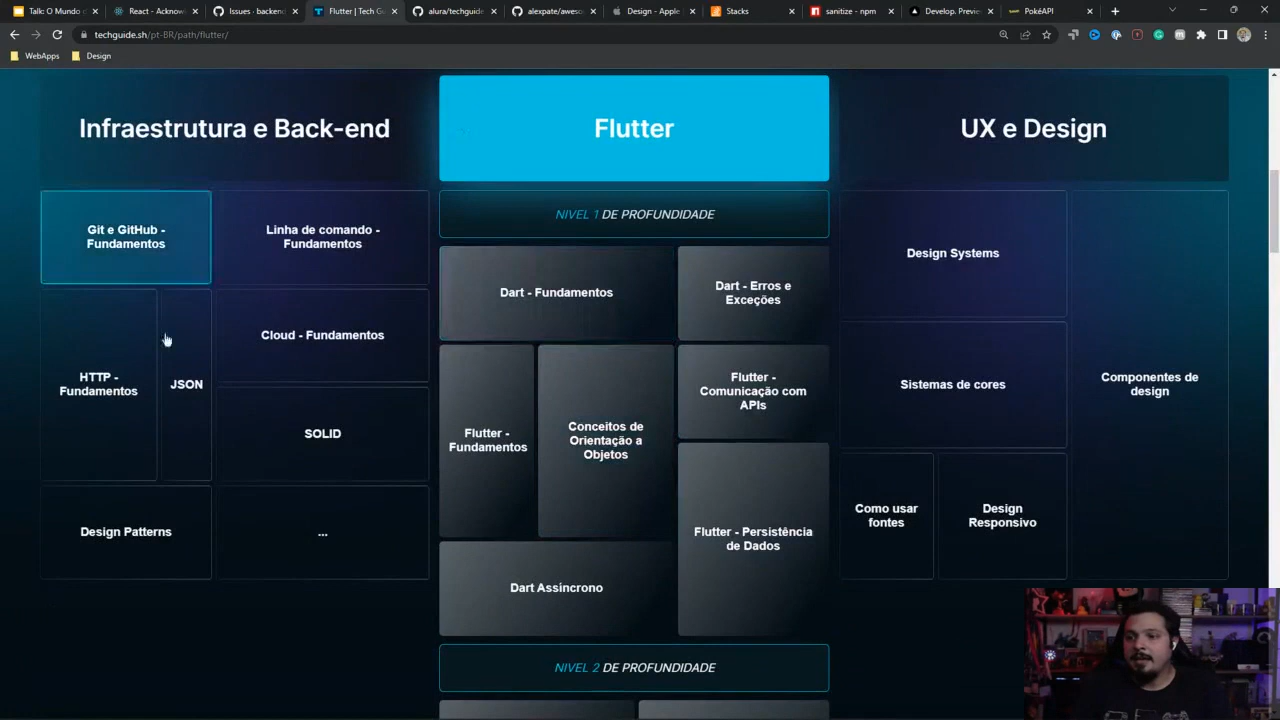 Talk: O Mundo
React - Acknow
Issues · backend
Flutter | Tech G
alura/techguide
alexpate/aweso
Design - Apple
Stacks
sanitize - npm
Develop. Previe
PokéAPI
techguide.sh/pt-BR/path/flutter/
WebApps
Design
Infraestrutura e Back-end
Flutter
UX e Design
Git e GitHub -
Fundamentos
Linha de comando -
Fundamentos
HTTP -
Fundamentos
JSON
Cloud - Fundamentos
SOLID
Design Patterns
...
NIVEL 1 DE PROFUNDIDADE
Dart - Fundamentos
Dart - Erros e
Exceções
Flutter -
Fundamentos
Conceitos de
Orientação a
Objetos
Flutter -
Comunicação com
APIs
Flutter - Persistência
de Dados
Dart Assíncrono
NIVEL 2 DE PROFUNDIDADE
Design Systems
Sistemas de cores
Componentes de
design
Como usar
fontes
Design
Responsivo